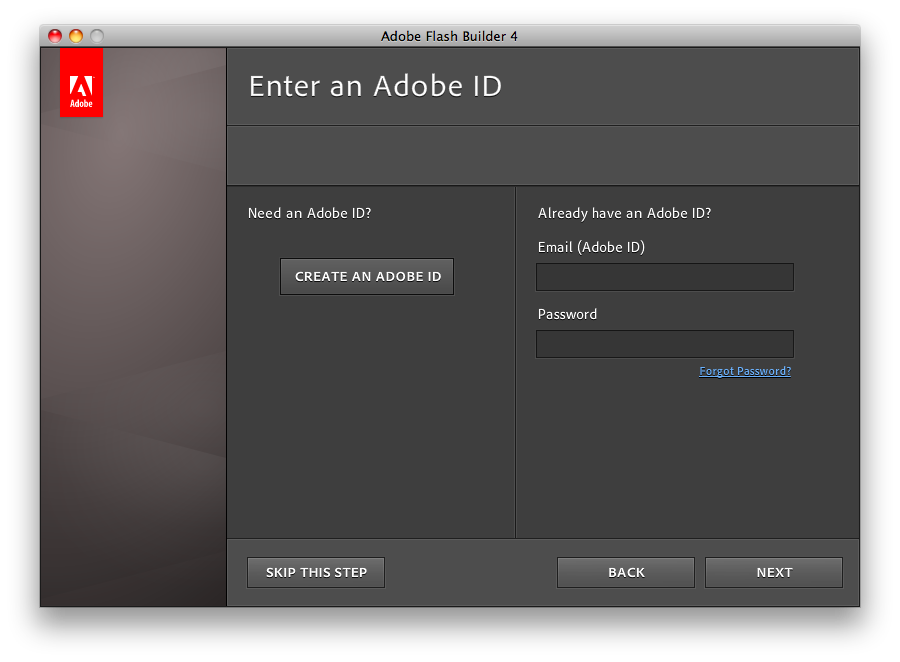 Adobe Flash Builder 4
Adobe
Enter an Adobe ID
Need an Adobe ID?
CREATE AN ADOBE ID
Already have an Adobe ID?
Email (Adobe ID)
Password
Forgot Password?
SKIP THIS STEP
BACK
NEXT